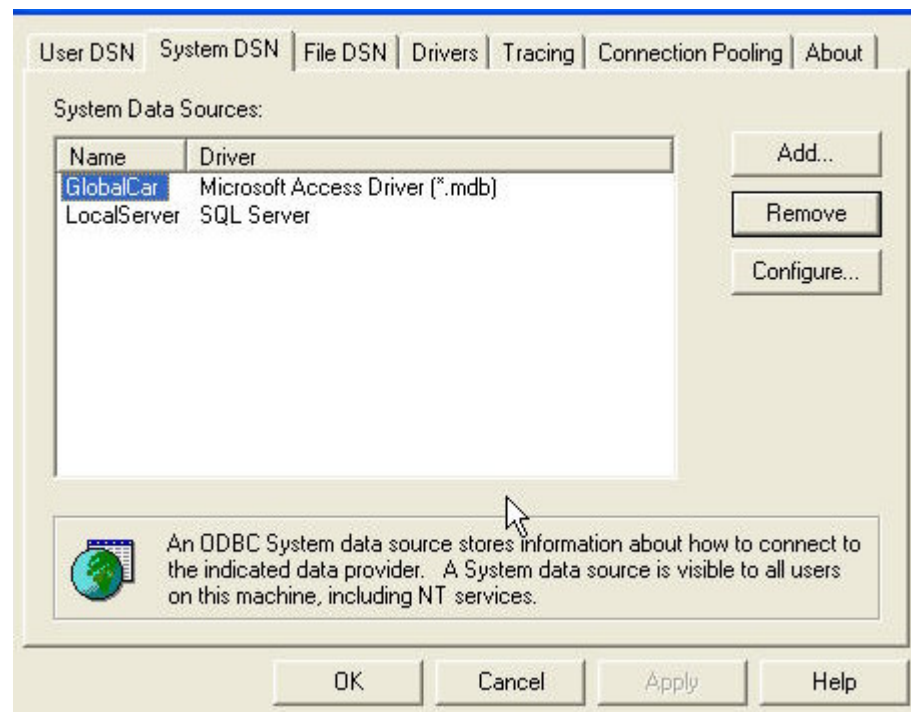 User DSN System DSN File DSN Drivers Tracing Connection Pooling About
System Data Sources:
Name Driver
GlobalCar Microsoft Access Driver (*.mdb)
LocalServer SQL Server
Add...
Remove
Configure...
An ODBC System data source stores information about how to connect to
the indicated data provider. A System data source is visible to all users
on this machine, including NT services.
OK Cancel Apply Help